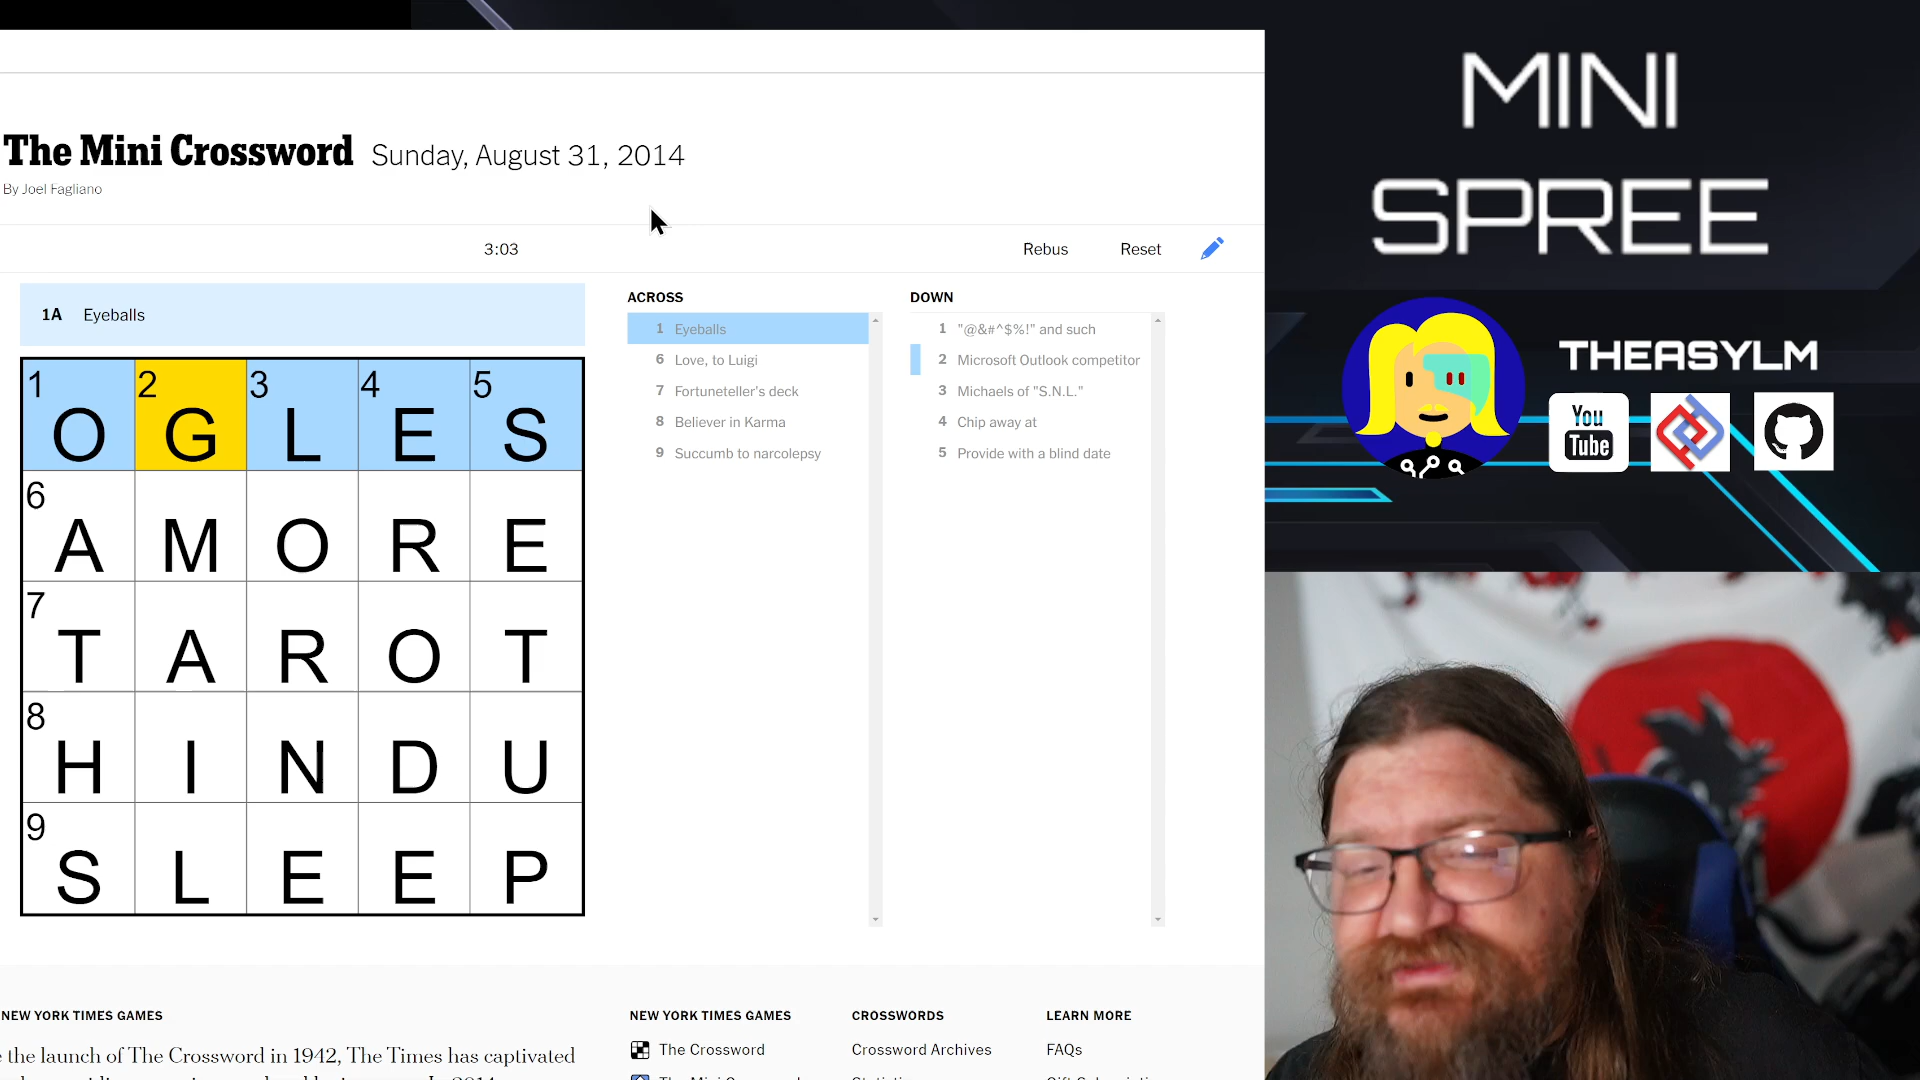 MINI
SPREE
The Mini Crossword Sunday, August 31, 2014
By Joel Fagliano
3:03
Rebus
Reset
1A Eyeballs
ACROSS
1 Eyeballs
6 Love, to Luigi
7 Fortuneteller's deck
8 Believer in Karma
9 Succumb to narcolepsy
DOWN
1 "@&#^$%!" and such
2 Microsoft Outlook competitor
3 Michaels of "S.N.L."
4 Chip away at
5 Provide with a blind date
1 2 3 4 5
O G L E S
6
A M O R E
7
T A R O T
8
H I N D U
9
S L E E P
THEASYLM
You
Tube
NEW YORK TIMES GAMES
the launch of The Crossword in 1942, The Times has captivated
NEW YORK TIMES GAMES
The Crossword
CROSSWORDS
Crossword Archives
LEARN MORE
FAQs